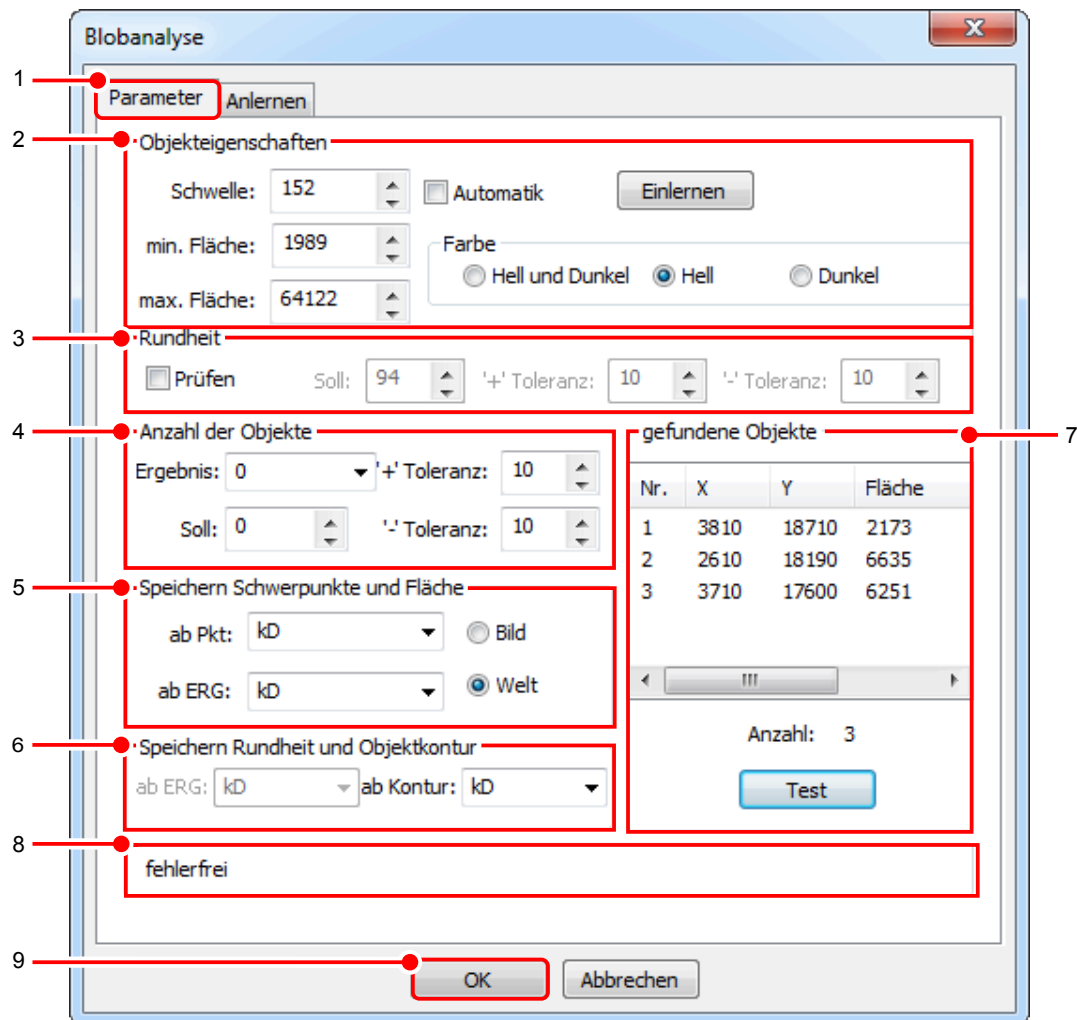 Blobanalyse
1
Parameter Anlernen
2
Objekteigenschaften
Schwelle: 152 Automatik Einlernen
min. Fläche: 1989
Farbe
Hell und Dunkel Hell Dunkel
max. Fläche: 64122
3
Rundheit
Prüfen Soll: 94 '+' Toleranz: 10 '-' Toleranz: 10
4
Anzahl der Objekte
Ergebnis: 0 '+' Toleranz: 10
Soll: 0 '-' Toleranz: 10
gefundene Objekte
7
Nr. X Y Fläche
1 3810 18710 2173
2 2610 18190 6635
3 3710 17600 6251
Anzahl: 3
Test
5
Speichern Schwerpunkte und Fläche
ab Pkt: kD Bild
ab ERG: kD Welt
6
Speichern Rundheit und Objektkontur
ab ERG: kD ab Kontur: kD
8
fehlerfrei
9
OK Abbrechen